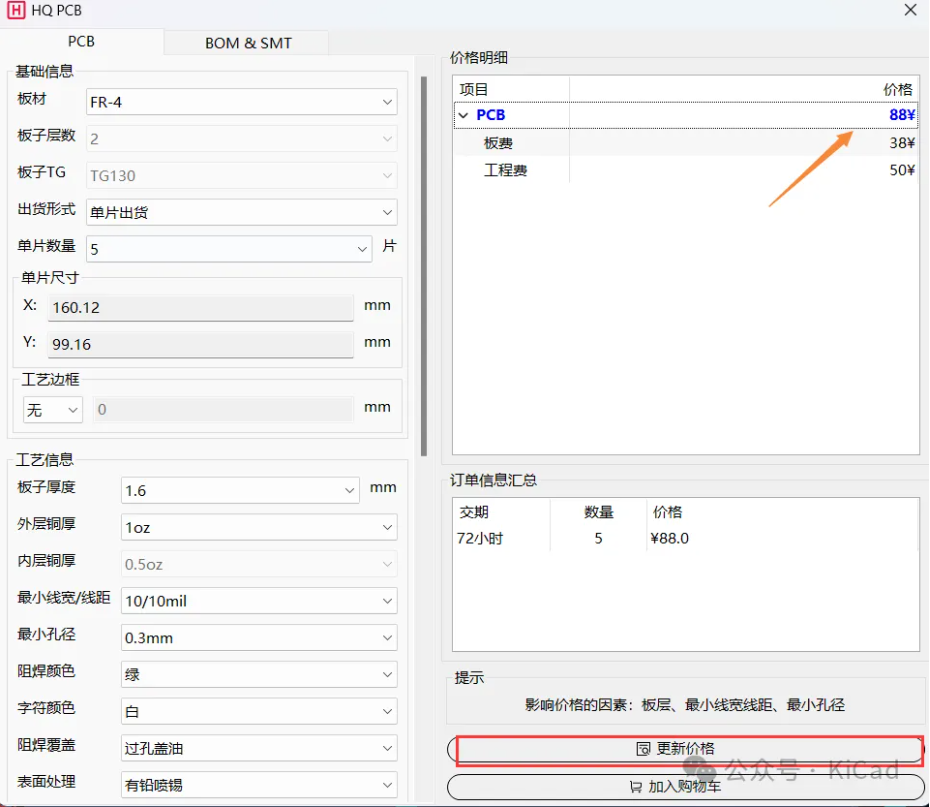 HQ PCB
PCB
BOM & SMT
基础信息
板材 FR-4
板子层数 2
板子TG TG130
出货形式 单片出货
单片数量 5 片
单片尺寸
X: 160.12 mm
Y: 99.16 mm
工艺边框
无 0 mm
工艺信息
板子厚度 1.6 mm
外层铜厚 1oz
内层铜厚 0.5oz
最小线宽/线距 10/10mil
最小孔径 0.3mm
阻焊颜色 绿
字符颜色 白
阻焊覆盖 过孔盖油
表面处理 有铅喷锡
价格明细
项目 价格
PCB 88¥
板费 38¥
工程费 50¥
订单信息汇总
交期 数量 价格
72小时 5 ¥88.0
提示
影响价格的因素：板层、最小线宽线距、最小孔径
更新价格
加入购物车
公众号 · KiCad